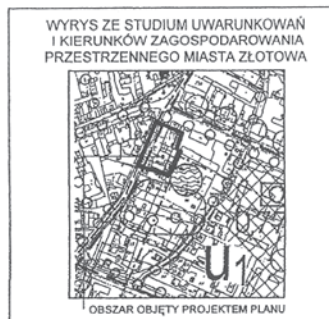 WYRYS ZE STUDIUM UWARUNKOWAŃ
I KIERUNKÓW ZAGOSPODAROWANIA
PRZESTRZENNEGO MIASTA ZŁOTOWA
U1
OBSZAR OBJĘTY PROJEKTEM PLANU